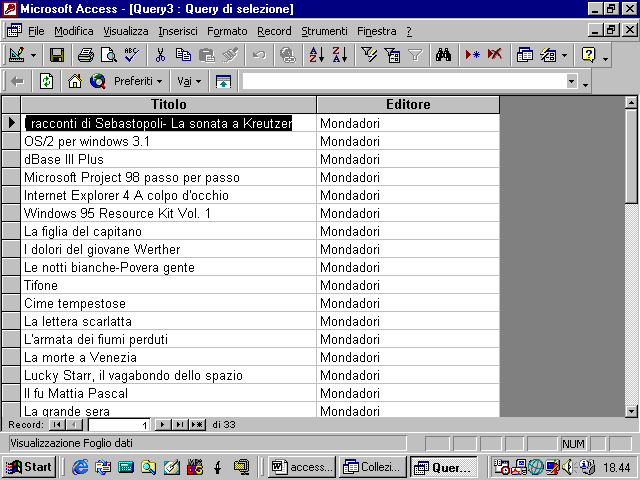 Microsoft Access - [Query3 : Query di selezione]
File Modifica Visualizza Inserisci Formato Record Strumenti Finestra ?
Preferiti Vai
Titolo Editore
I racconti di Sebastopoli- La sonata a Kreutzer Mondadori
OS/2 per windows 3.1 Mondadori
dBase III Plus Mondadori
Microsoft Project 98 passo per passo Mondadori
Internet Explorer 4 A colpo d'occhio Mondadori
Windows 95 Resource Kit Vol. 1 Mondadori
La figlia del capitano Mondadori
I dolori del giovane Werther Mondadori
Le notti bianche-Povera gente Mondadori
Tifone Mondadori
Cime tempestose Mondadori
La lettera scarlatta Mondadori
L'armata dei fiumi perduti Mondadori
La morte a Venezia Mondadori
Lucky Starr, il vagabondo dello spazio Mondadori
Il fu Mattia Pascal Mondadori
La grande sera Mondadori
Record: 1 di 33
Visualizzazione Foglio dati NUM
Start access... Collezi... Quer... 18.44